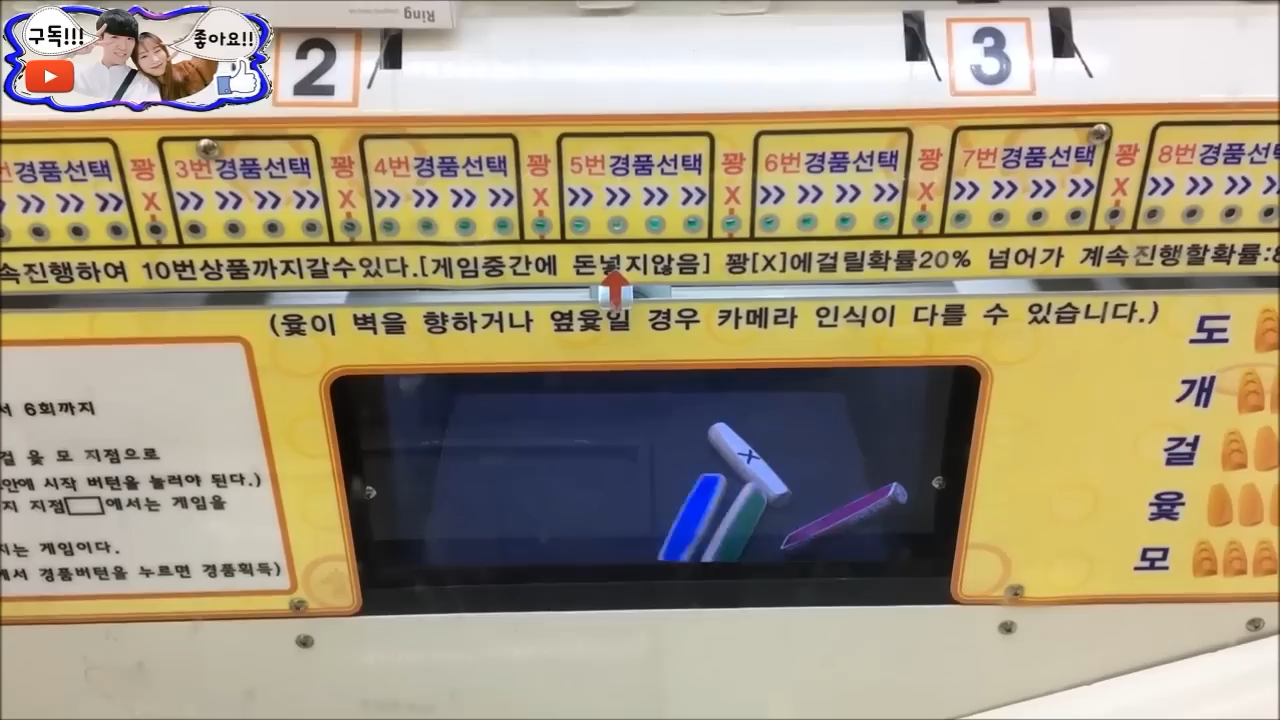 구독!!!
좋아요!!
Ring
2
3
번경품선택 꽝 3번경품선택 꽝 4번경품선택 꽝 5번경품선택 꽝 6번경품선택 꽝 7번경품선택 꽝 8번경품선택
X X X X X X
속진행하여 10번상품까지갈수있다.[게임중간에 돈넣지않음] 꽝[X]에걸릴확률20% 넘어가 계속진행할확률:8
(윷이 벽을 향하거나 옆윷일 경우 카메라 인식이 다를 수 있습니다.)
도
개
걸
윷
모
서 6회까지
걸 윷 모 지점으로
안에 시작 버턴을 눌러야 된다.)
지 지점 에서는 게임을
지는 게임이다.
에서 경품버턴을 누르면 경품획득)
X